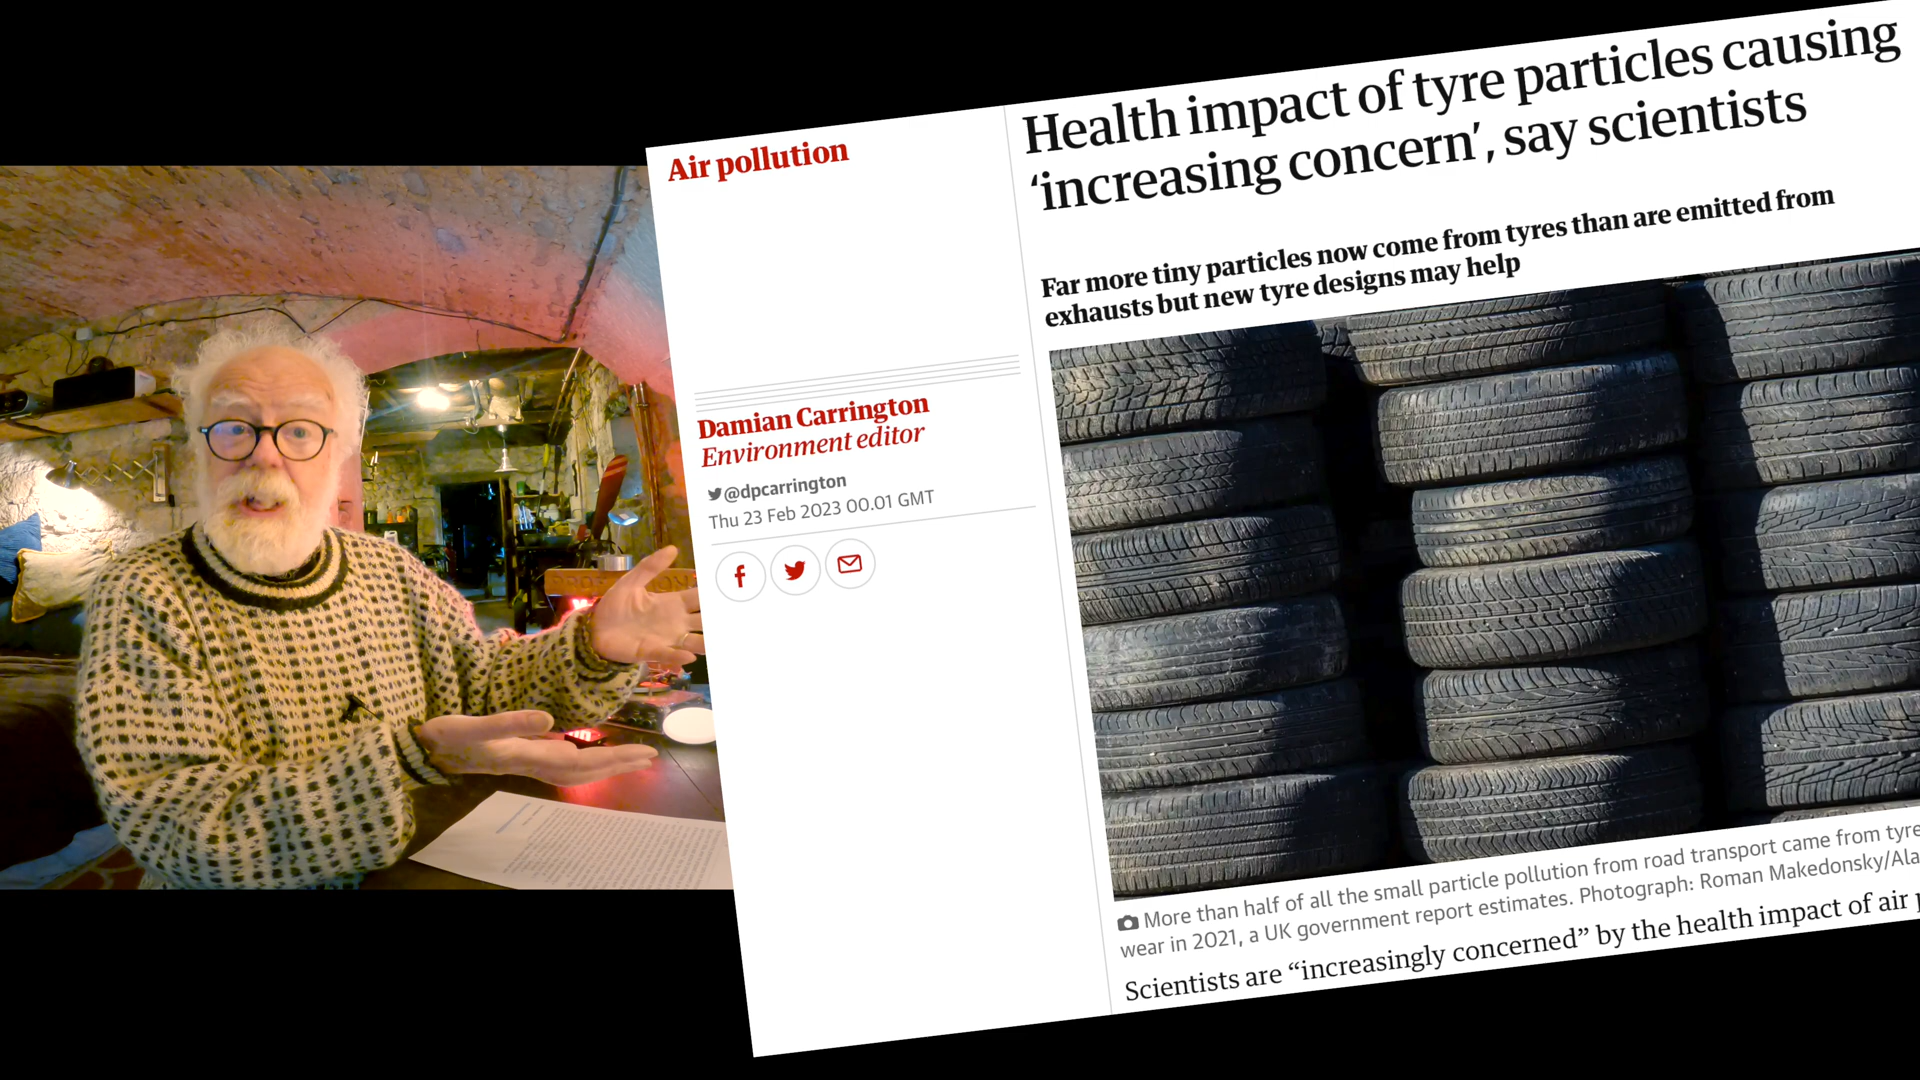 Air pollution
Health impact of tyre particles causing
‘increasing concern’, say scientists
Far more tiny particles now come from tyres than are emitted from
exhausts but new tyre designs may help
Damian Carrington
Environment editor
@dpcarrington
Thu 23 Feb 2023 00.01 GMT
More than half of all the small particle pollution from road transport came from tyre
wear in 2021, a UK government report estimates. Photograph: Roman Makedonsky/Ala
Scientists are “increasingly concerned” by the health impact of air